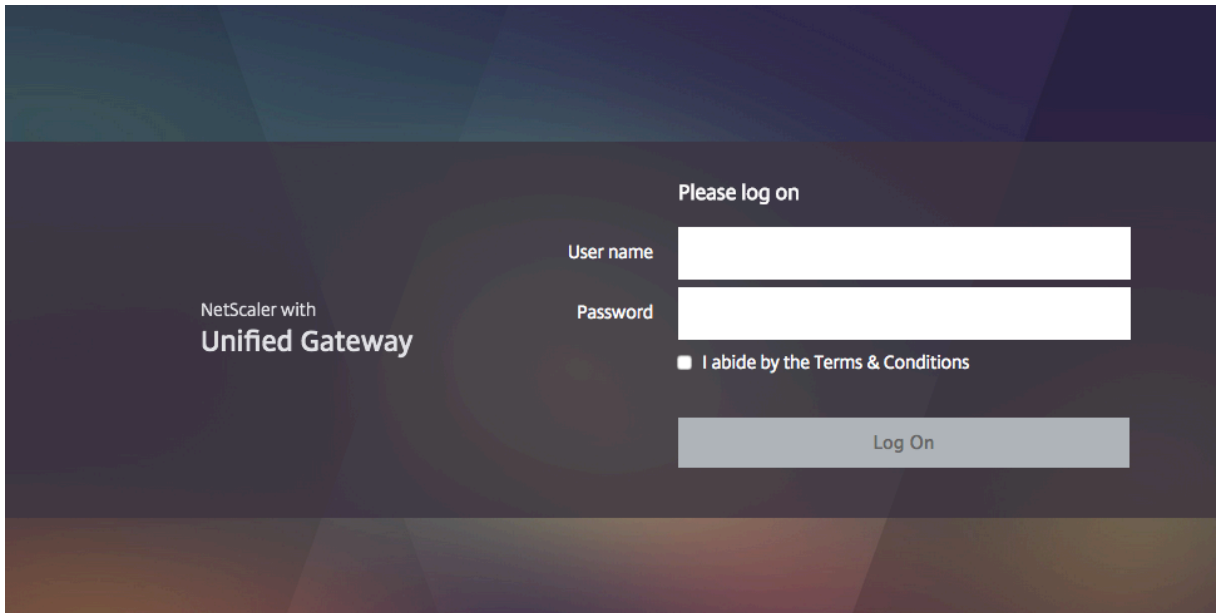 Please log on
User name
Password
NetScaler with
Unified Gateway
I abide by the Terms & Conditions
Log On